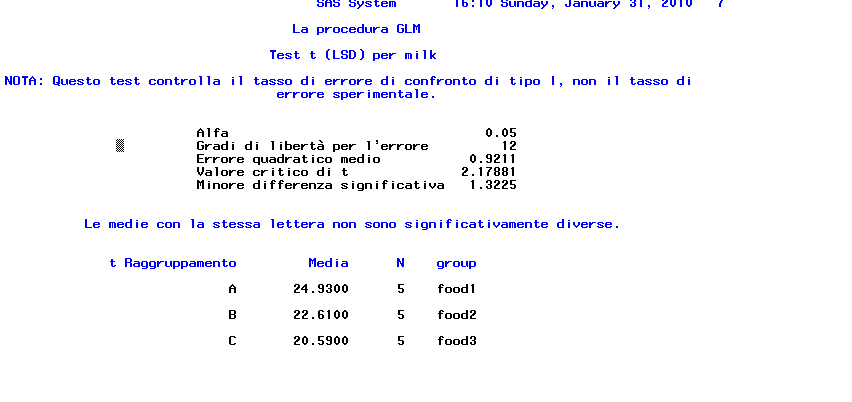 SAS System 16:10 Sunday, January 31, 2010 7
La procedura GLM
Test t (LSD) per milk
NOTA: Questo test controlla il tasso di errore di confronto di tipo I, non il tasso di
errore sperimentale.
Alfa 0.05
Gradi di libertà per l'errore 12
Errore quadratico medio 0.9211
Valore critico di t 2.17881
Minore differenza significativa 1.3225
Le medie con la stessa lettera non sono significativamente diverse.
t Raggruppamento Media N group
A 24.9300 5 food1
B 22.6100 5 food2
C 20.5900 5 food3